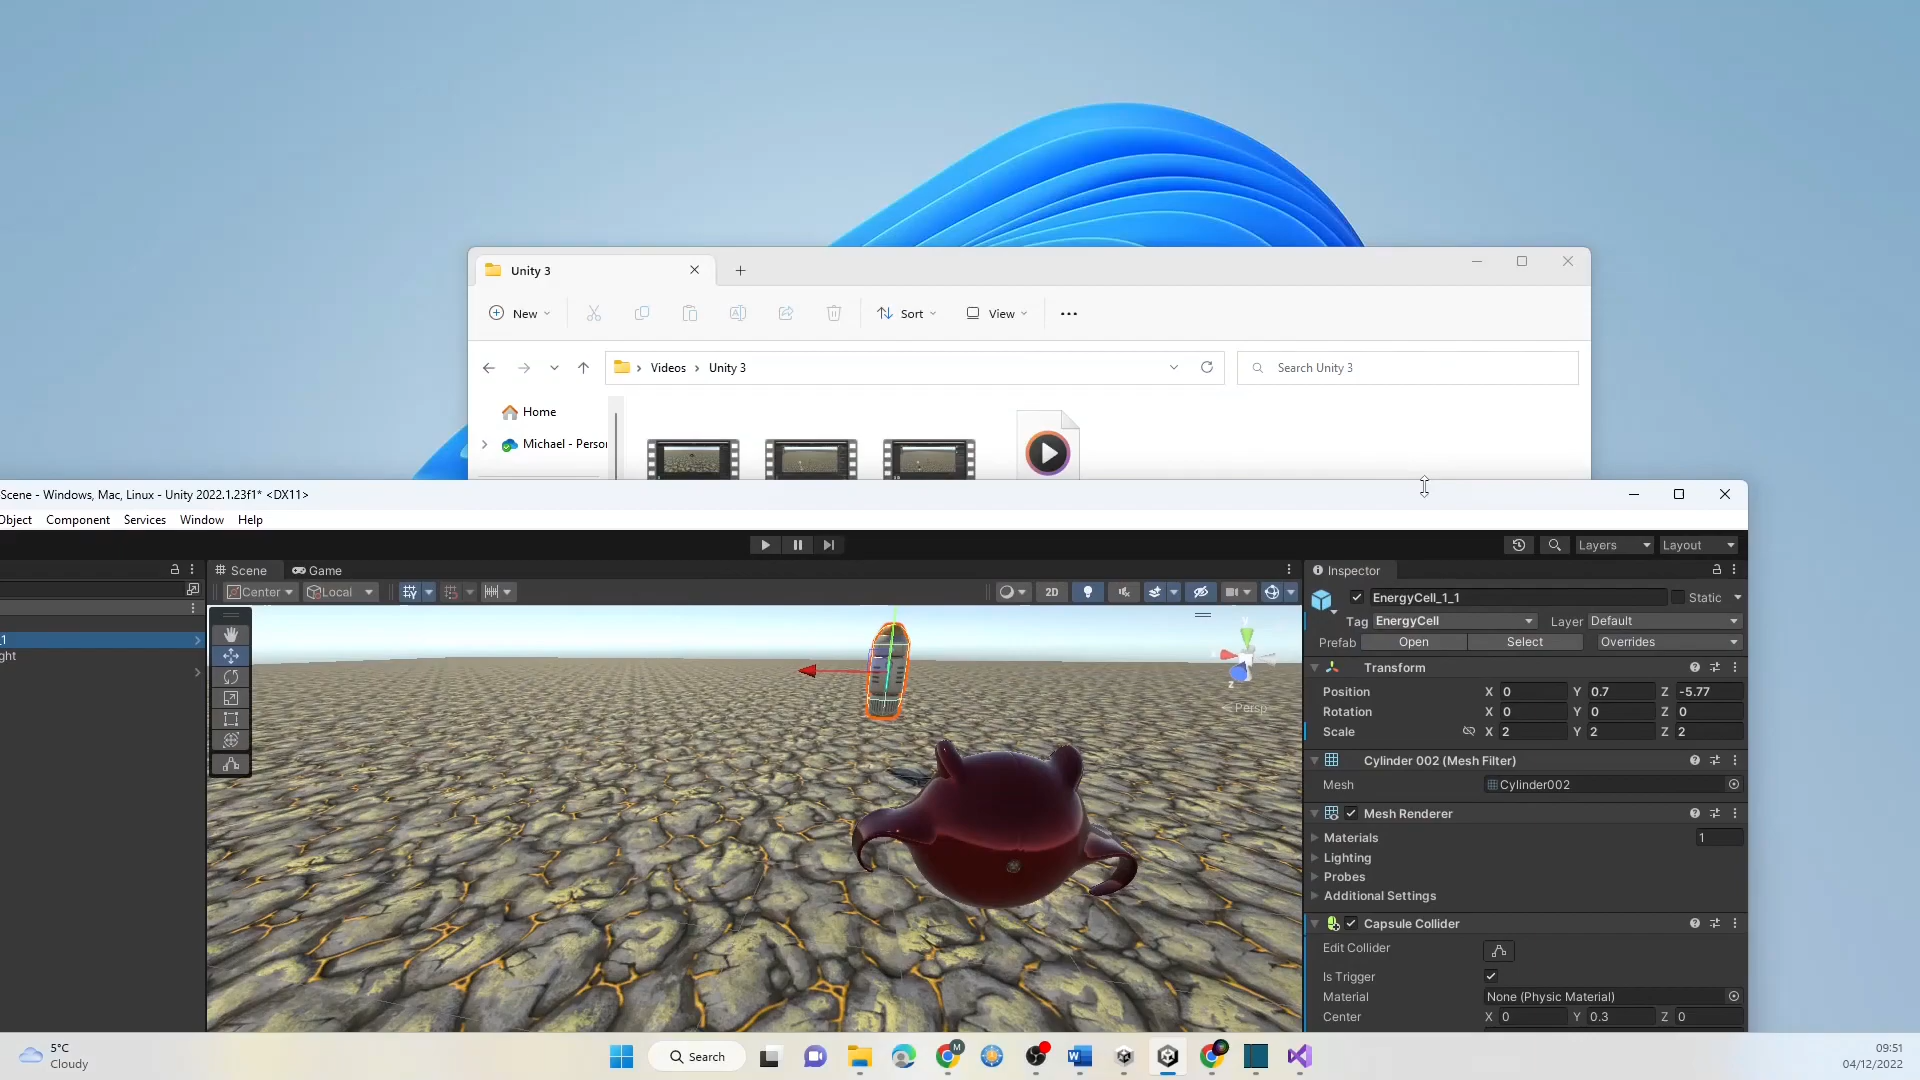 Unity 3
New
Sort
View
Videos
Unity 3
Search Unity 3
Home
Michael - Perso
Scene - Windows, Mac, Linux - Unity 2022.1.23f1* <DX11>
Object
Component
Services
Window
Help
Layers
Layout
Scene
Game
Inspector
Center
Local
2D
EnergyCell_1_1
Static
Tag
EnergyCell
Layer
Default
Prefab
Open
Select
Overrides
_1
ght
Transform
Position
X 0
Y 0.7
Z -5.77
Rotation
X 0
Y 0
Z 0
Scale
X 2
Y 2
Z 2
y
x
z
Persp
Cylinder 002 (Mesh Filter)
Mesh
Cylinder002
Mesh Renderer
Materials
1
Lighting
Probes
Additional Settings
Capsule Collider
Edit Collider
Is Trigger
Material
None (Physic Material)
Center
X 0
Y 0.3
Z 0
5°C
Cloudy
Search
M
09:51
04/12/2022